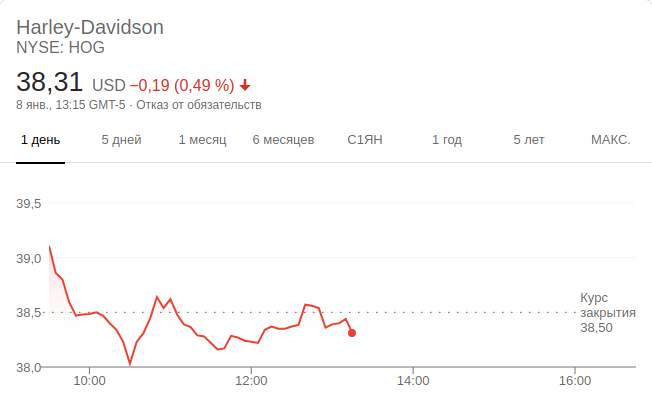 Harley-Davidson
NYSE: HOG
38,31 USD −0,19 (0,49 %)
8 янв., 13:15 GMT-5 · Отказ от обязательств
1 день 5 дней 1 месяц 6 месяцев С1ЯН 1 год 5 лет МАКС.
39,5
39,0
38,5
38,0
Курс
закрытия
38,50
10:00 12:00 14:00 16:00